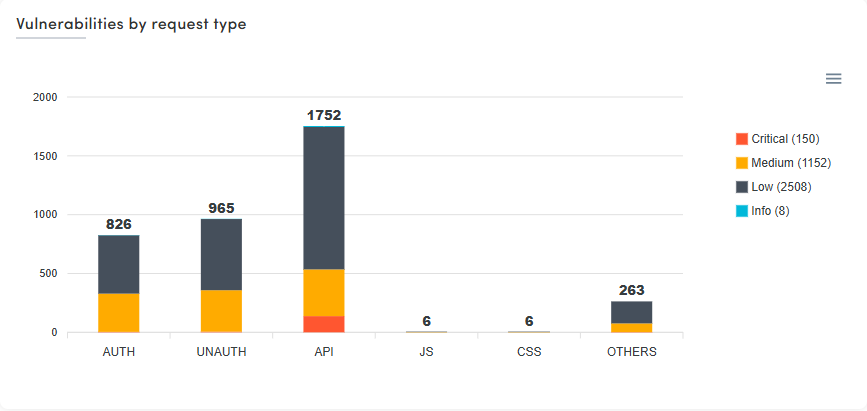 Vulnerabilities by request type
2000
1500
1000
500
0
826
965
1752
6
6
263
AUTH
UNAUTH
API
JS
CSS
OTHERS
Critical (150)
Medium (1152)
Low (2508)
Info (8)